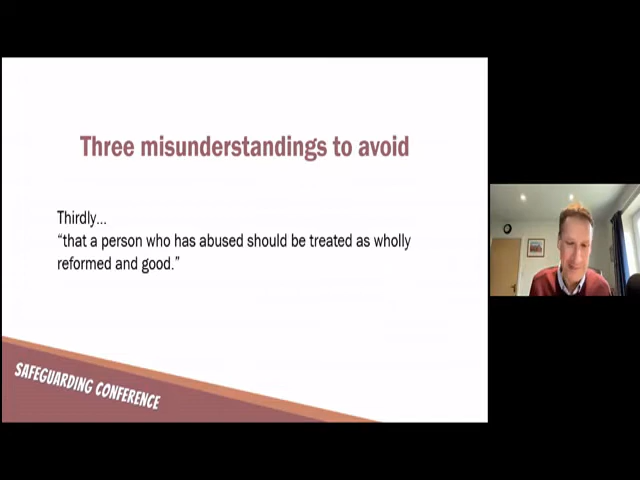 Three misunderstandings to avoid
Thirdly...
“that a person who has abused should be treated as wholly
reformed and good.”
SAFEGUARDING CONFERENCE